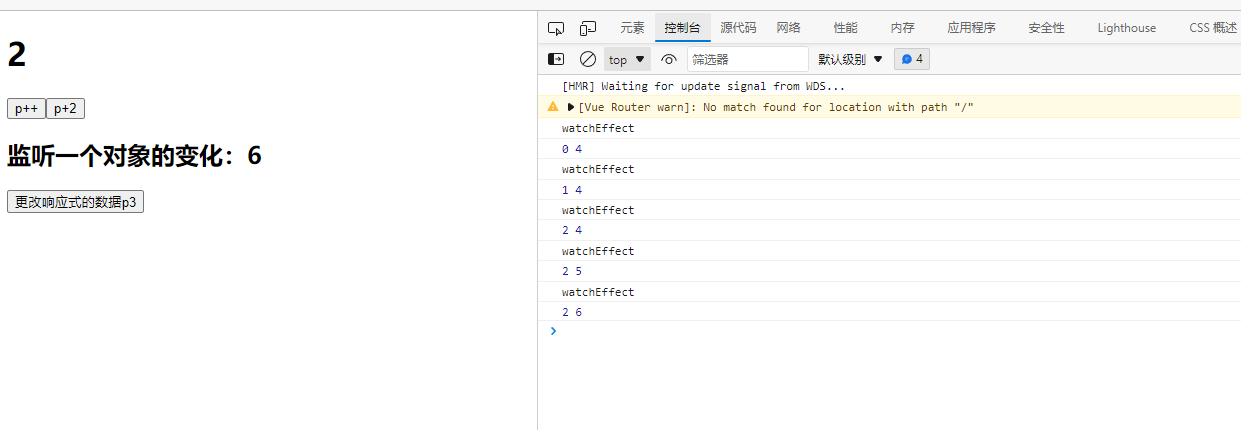 2
p++ p+2
监听一个对象的变化：6
更改响应式的数据p3
元素 控制台 源代码 网络 性能 内存 应用程序 安全性 Lighthouse CSS 概述
top 筛选器 默认级别 4
[HMR] Waiting for update signal from WDS...
[Vue Router warn]: No match found for location with path "/"
watchEffect
0 4
watchEffect
1 4
watchEffect
2 4
watchEffect
2 5
watchEffect
2 6